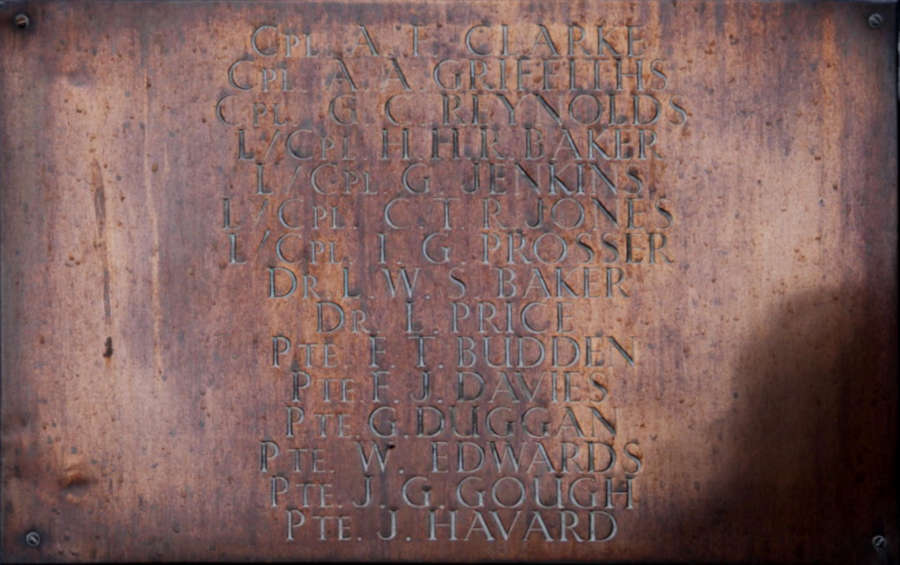 Cpl. A. T. CLARKE
Cpl. A. A. GRIFFITHS
Cpl. G. C. REYNOLDS
L/Cpl. H. H. R. BAKER
L/Cpl. G. JENKINS
L/Cpl. C. T. R. JONES
L/Cpl. I. G. PROSSER
Dr L. W. S. BAKER
Dr L. PRICE
Pte. F. T. BUDDEN
Pte F. J. DAVIES
Pte. G. DUGGAN
Pte. W. EDWARDS
Pte. J. G. GOUGH
Pte. J. HAVARD